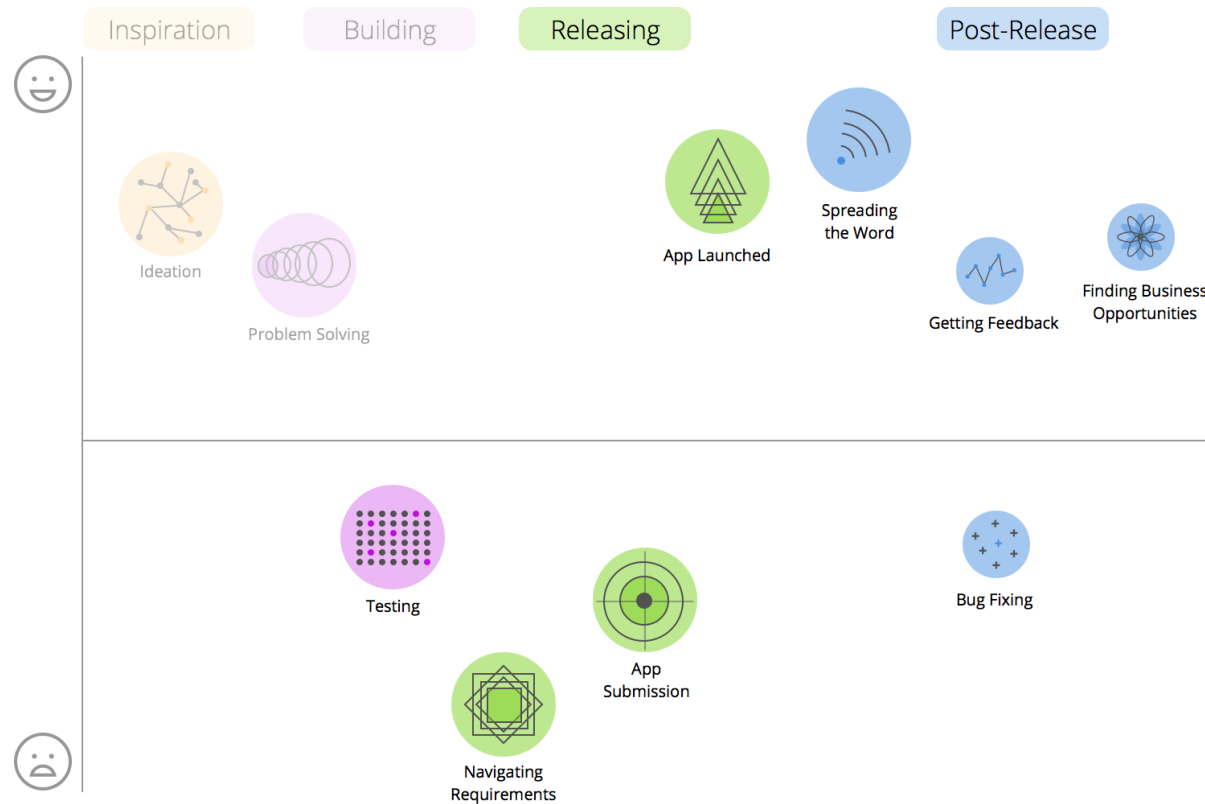 Inspiration
Building
Releasing
Post-Release
Ideation
Problem Solving
App Launched
Spreading
the Word
Getting Feedback
Finding Business
Opportunities
Testing
App
Submission
Navigating
Requirements
Bug Fixing